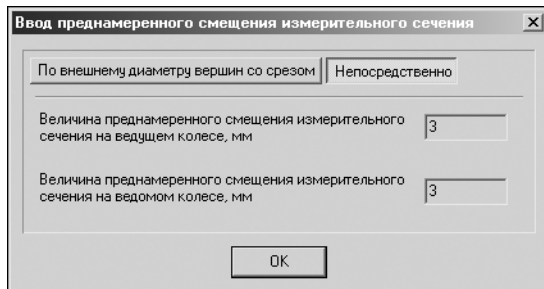 Ввод преднамеренного смещения измерительного сечения
По внешнему диаметру вершин со срезом Непосредственно
Величина преднамеренного смещения измерительного
сечения на ведущем колесе, мм
3
Величина преднамеренного смещения измерительного
сечения на ведомом колесе, мм
3
OK